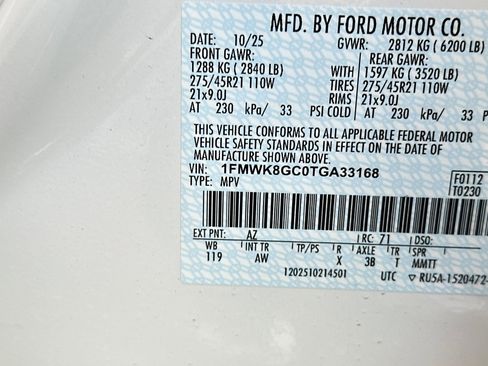 MFD. BY FORD MOTOR CO.
DATE: 10/25 GVWR: 2812 KG ( 6200 LB)
FRONT GAWR: REAR GAWR:
1288 KG ( 2840 LB) WITH 1597 KG ( 3520 LB)
275/45R21 110W TIRES 275/45R21 110W
21x9.0J RIMS 21x9.0J
AT 230 kPa/ 33 PSI COLD AT 230 kPa/ 33 P
THIS VEHICLE CONFORMS TO ALL APPLICABLE FEDERAL MOTOR
VEHICLE SAFETY STANDARDS IN EFFECT ON THE DATE OF
MANUFACTURE SHOWN ABOVE.
VIN: 1FMWK8GC0TGA33168 F0112
TYPE: MPV T0230
EXT PNT: AZ RC: 71 DSO:
WB INT TR TP/PS R AXLE TR SPR
119 AW X 3B T MMTT
1202510214501 UTC ▽ RU5A-1520472-